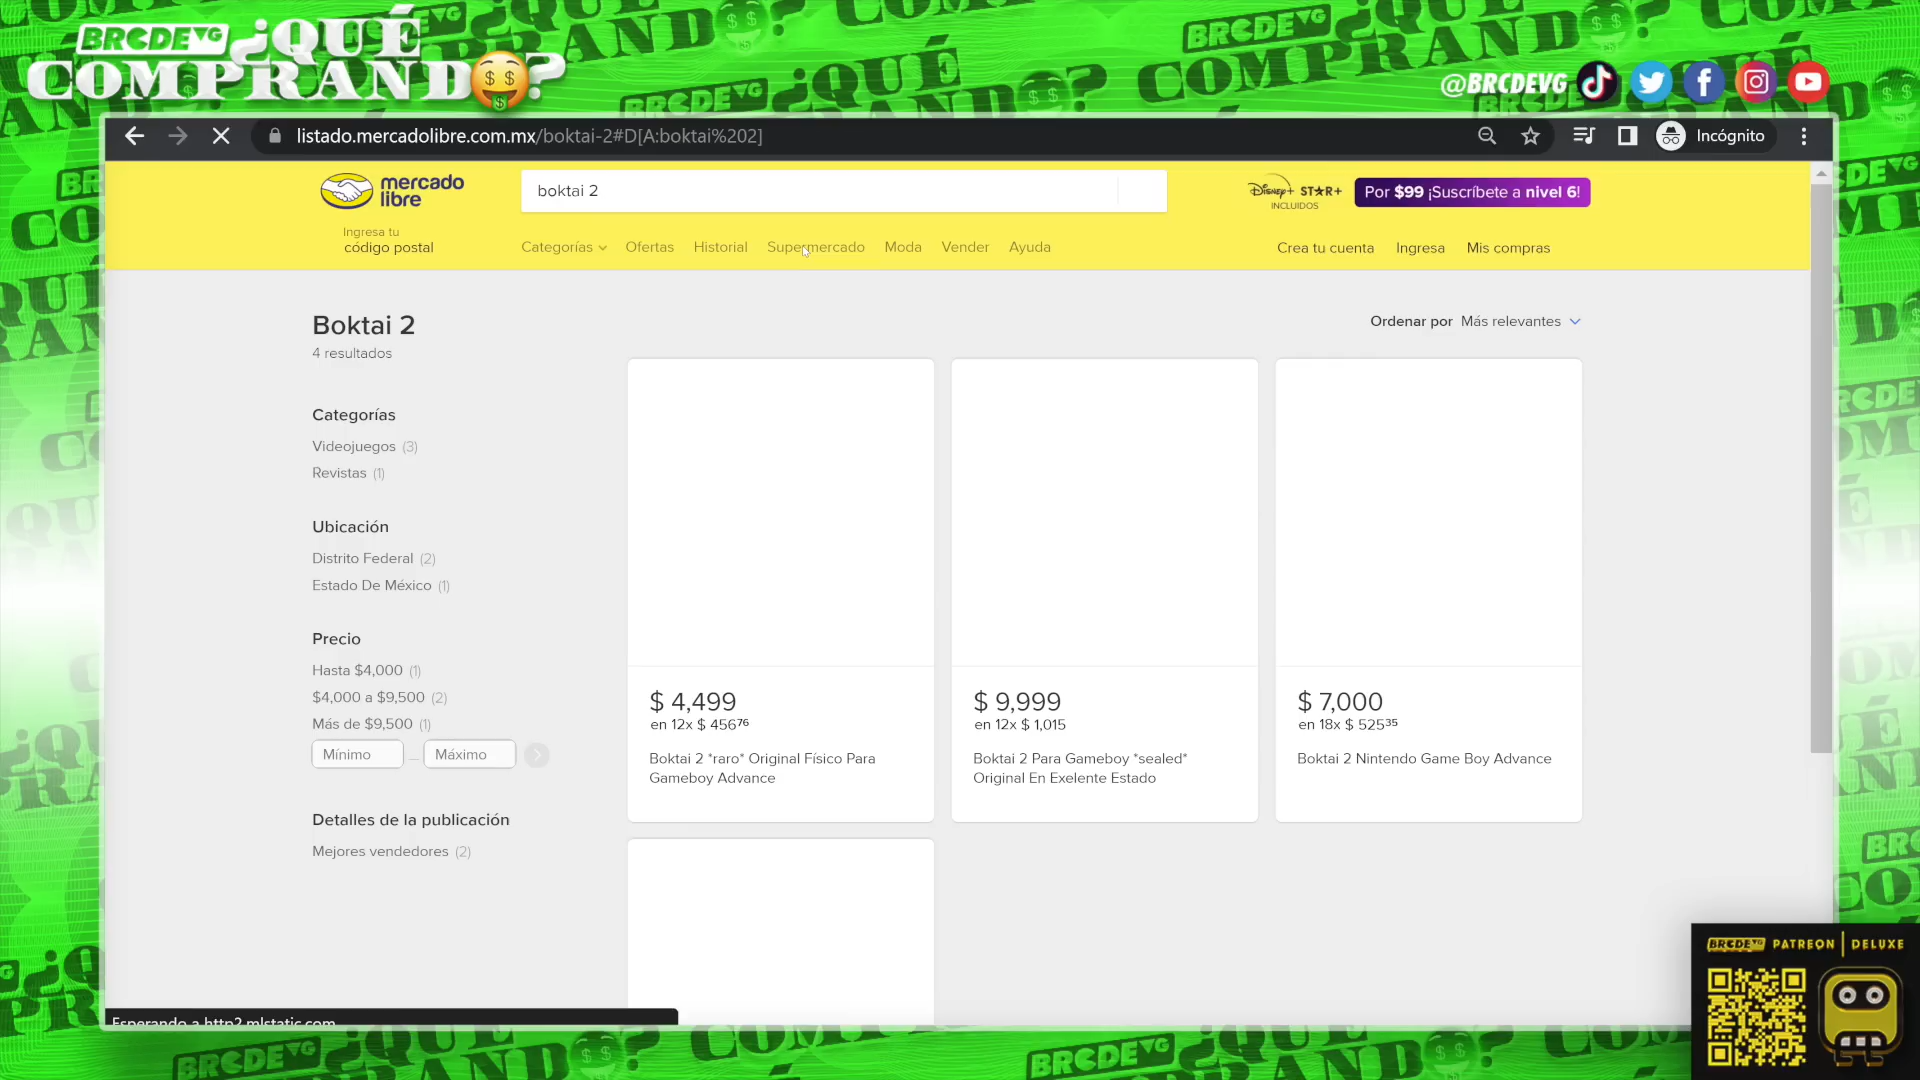 BRCDEVG ¿QUÉ
COMPRANDO?
@BRCDEVG
listado.mercadolibre.com.mx/boktai-2#D[A:boktai%202]
Incógnito
mercado
libre
boktai 2
Disney+ STAR+
INCLUIDOS
Por $99 ¡Suscríbete a nivel 6!
Ingresa tu
código postal
Categorías
Ofertas
Historial
Supermercado
Moda
Vender
Ayuda
Crea tu cuenta
Ingresa
Mis compras
Boktai 2
4 resultados
Ordenar por Más relevantes
Categorías
Videojuegos (3)
Revistas (1)
Ubicación
Distrito Federal (2)
Estado De México (1)
Precio
Hasta $4,000 (1)
$4,000 a $9,500 (2)
Más de $9,500 (1)
Mínimo — Máximo
Detalles de la publicación
Mejores vendedores (2)
$ 4,499
en 12x $ 456⁷⁶
Boktai 2 *raro* Original Físico Para
Gameboy Advance
$ 9,999
en 12x $ 1,015
Boktai 2 Para Gameboy *sealed*
Original En Exelente Estado
$ 7,000
en 18x $ 525³⁵
Boktai 2 Nintendo Game Boy Advance
Esperando a http2.mlstatic.com
BRCDEVG PATREON | DELUXE